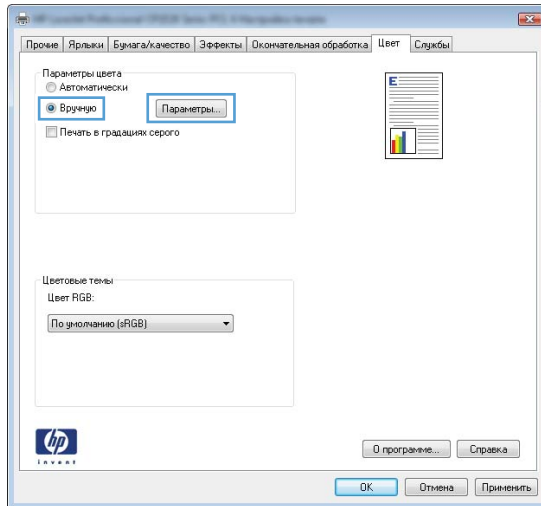 Прочие Ярлыки Бумага/качество Эффекты Окончательная обработка Цвет Службы
Параметры цвета
Автоматически
Вручную Параметры...
Печать в градациях серого
E
Цветовые темы
Цвет RGB:
По умолчанию (sRGB)
hp
invent
О программе... Справка
OK Отмена Применить